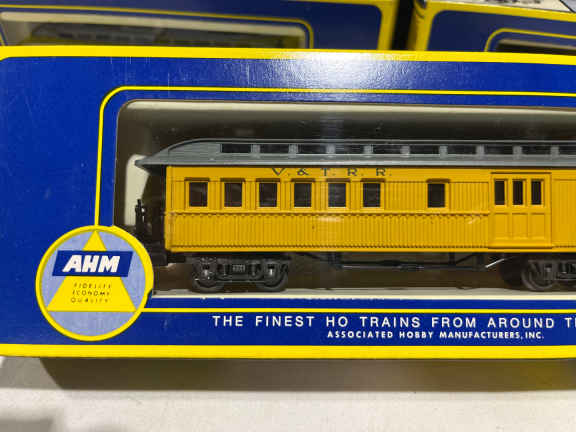 V. & T. R. R.
AHM
FIDELITY
ECONOMY
QUALITY
THE FINEST HO TRAINS FROM AROUND
ASSOCIATED HOBBY MANUFACTURERS, INC.